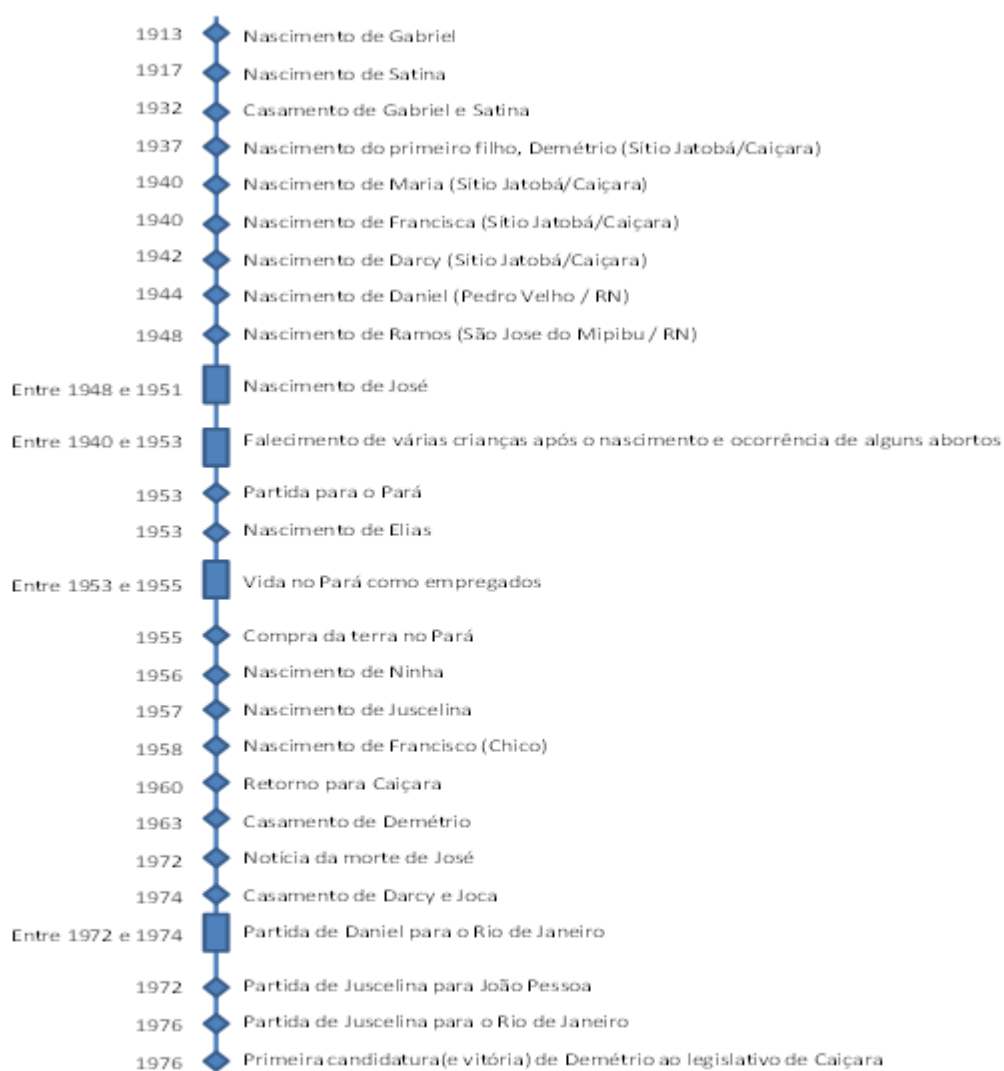 1913 Nascimento de Gabriel
1917 Nascimento de Satina
1932 Casamento de Gabriel e Satina
1937 Nascimento do primeiro filho, Demétrio (Sítio Jatobá/Caiçara)
1940 Nascimento de Maria (Sítio Jatobá/Caiçara)
1940 Nascimento de Francisca (Sítio Jatobá/Caiçara)
1942 Nascimento de Darcy (Sítio Jatobá/Caiçara)
1944 Nascimento de Daniel (Pedro Velho / RN)
1948 Nascimento de Ramos (São Jose do Mipibu / RN)
Entre 1948 e 1951 Nascimento de José
Entre 1940 e 1953 Falecimento de várias crianças após o nascimento e ocorrência de alguns abortos
1953 Partida para o Pará
1953 Nascimento de Elias
Entre 1953 e 1955 Vida no Pará como empregados
1955 Compra da terra no Pará
1956 Nascimento de Ninha
1957 Nascimento de Juscelina
1958 Nascimento de Francisco (Chico)
1960 Retorno para Caiçara
1963 Casamento de Demétrio
1972 Notícia da morte de José
1974 Casamento de Darcy e Joca
Entre 1972 e 1974 Partida de Daniel para o Rio de Janeiro
1972 Partida de Juscelina para João Pessoa
1976 Partida de Juscelina para o Rio de Janeiro
1976 Primeira candidatura(e vitória) de Demétrio ao legislativo de Caiçara